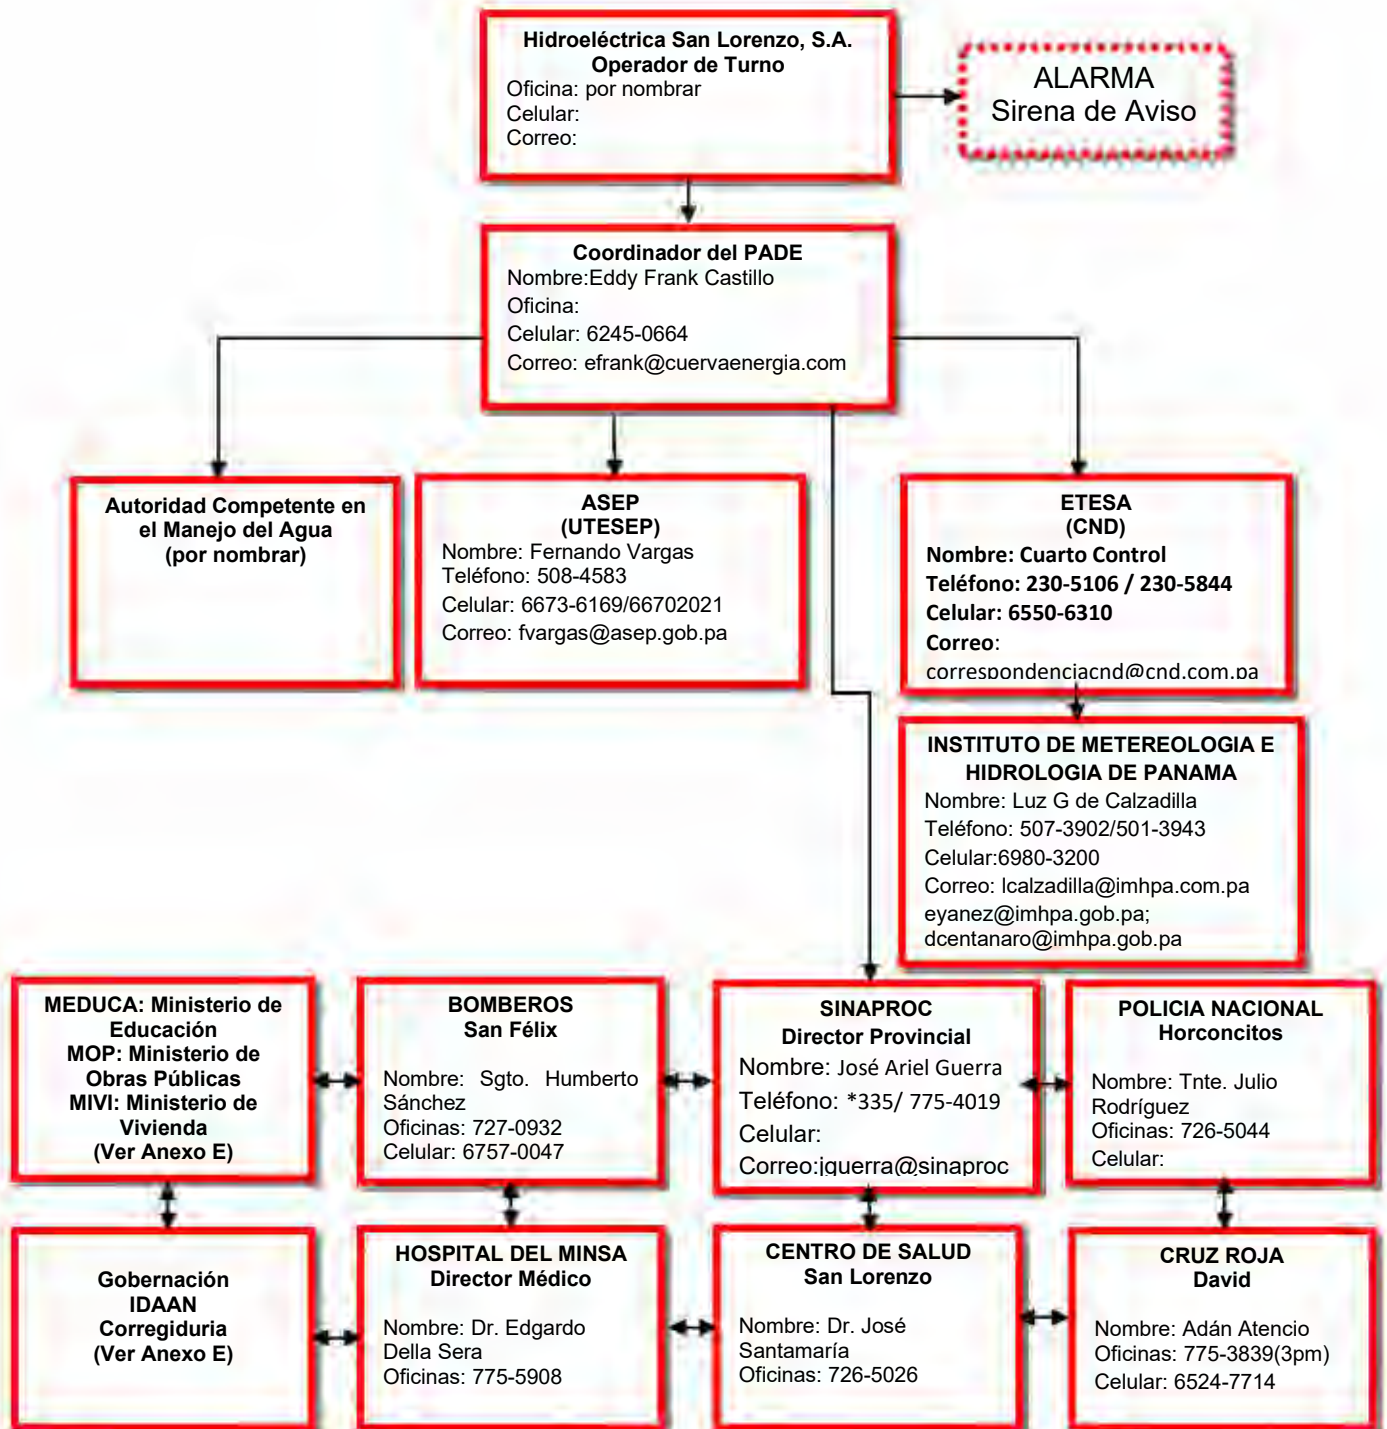 Hidroeléctrica San Lorenzo, S.A.
Operador de Turno
Oficina: por nombrar
Celular:
Correo:
ALARMA
Sirena de Aviso
Coordinador del PADE
Nombre:Eddy Frank Castillo
Oficina:
Celular: 6245-0664
Correo: efrank@cuervaenergia.com
Autoridad Competente en
el Manejo del Agua
(por nombrar)
ASEP
(UTESEP)
Nombre: Fernando Vargas
Teléfono: 508-4583
Celular: 6673-6169/66702021
Correo: fvargas@asep.gob.pa
ETESA
(CND)
Nombre: Cuarto Control
Teléfono: 230-5106 / 230-5844
Celular: 6550-6310
Correo:
correspondenciacnd@cnd.com.pa
INSTITUTO DE METEREOLOGIA E
HIDROLOGIA DE PANAMA
Nombre: Luz G de Calzadilla
Teléfono: 507-3902/501-3943
Celular:6980-3200
Correo: lcalzadilla@imhpa.com.pa
eyanez@imhpa.gob.pa;
dcentanaro@imhpa.gob.pa
MEDUCA: Ministerio de
Educación
MOP: Ministerio de
Obras Públicas
MIVI: Ministerio de
Vivienda
(Ver Anexo E)
BOMBEROS
San Félix
Nombre: Sgto. Humberto
Sánchez
Oficinas: 727-0932
Celular: 6757-0047
SINAPROC
Director Provincial
Nombre: José Ariel Guerra
Teléfono: *335/ 775-4019
Celular:
Correo:jguerra@sinaproc
POLICIA NACIONAL
Horconcitos
Nombre: Tnte. Julio
Rodríguez
Oficinas: 726-5044
Celular:
Gobernación
IDAAN
Corregiduria
(Ver Anexo E)
HOSPITAL DEL MINSA
Director Médico
Nombre: Dr. Edgardo
Della Sera
Oficinas: 775-5908
CENTRO DE SALUD
San Lorenzo
Nombre: Dr. José
Santamaría
Oficinas: 726-5026
CRUZ ROJA
David
Nombre: Adán Atencio
Oficinas: 775-3839(3pm)
Celular: 6524-7714